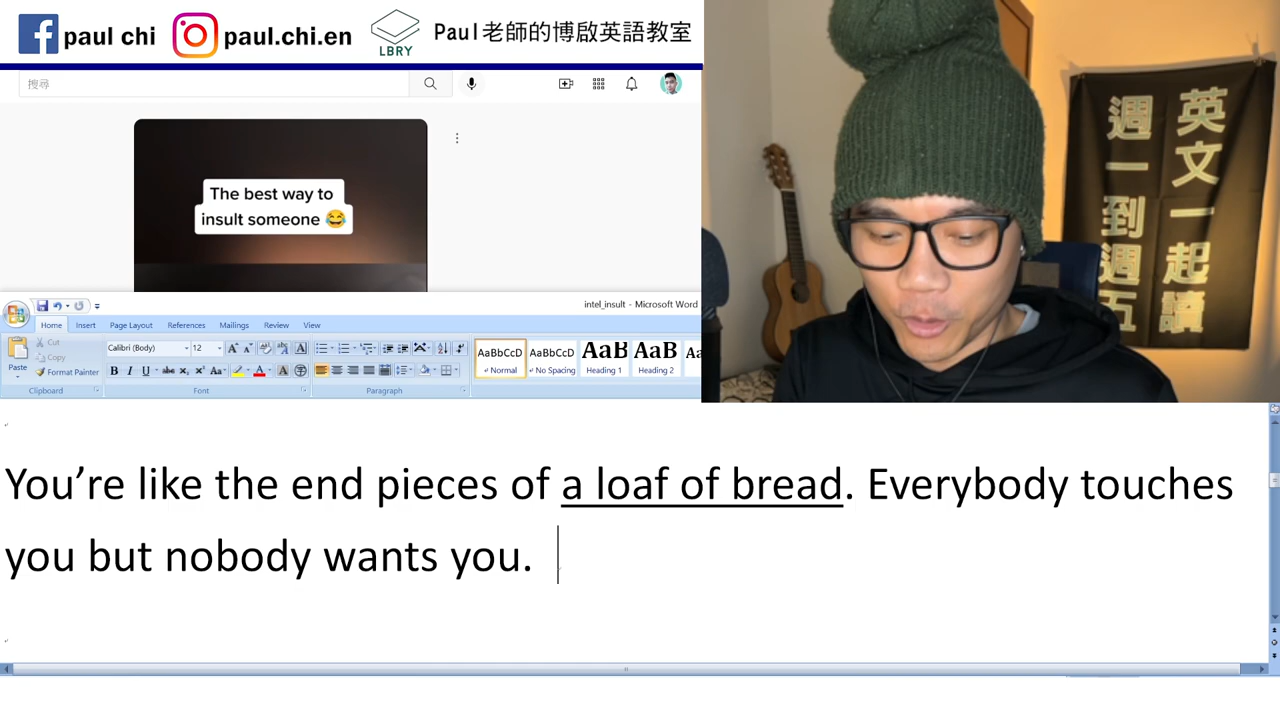 paul chi
paul.chi.en
LBRY
Paul老師的博啟英語教室
搜尋
The best way to
insult someone 😂
英文一起讀
週一到週五
intel_insult - Microsoft Word
Home Insert Page Layout References Mailings Review View
Paste
Cut
Copy
Format Painter
Clipboard
Calibri (Body) 12
Font
Paragraph
AaBbCcD AaBbCcD AaB AaB Aa
Normal No Spacing Heading 1 Heading 2
You’re like the end pieces of a loaf of bread. Everybody touches
you but nobody wants you.